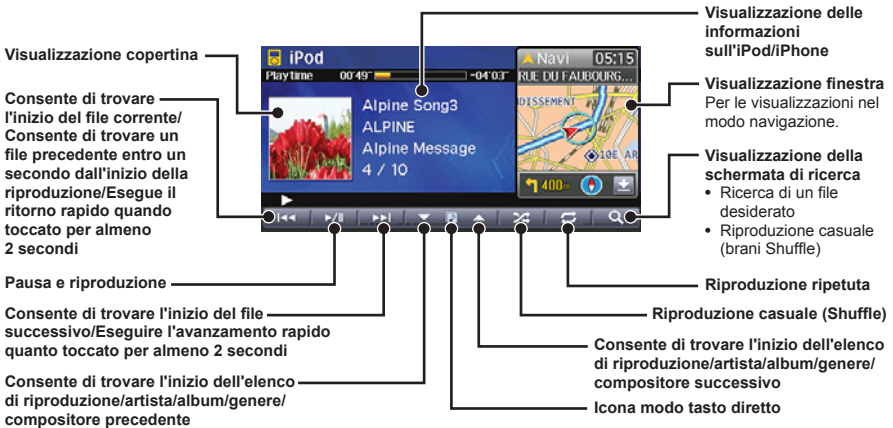 Visualizzazione copertina
Consente di trovare
l'inizio del file corrente/
Consente di trovare un
file precedente entro un
secondo dall'inizio della
riproduzione/Esegue il
ritorno rapido quando
toccato per almeno
2 secondi
Pausa e riproduzione
Consente di trovare l'inizio del file
successivo/Eseguire l'avanzamento rapido
quanto toccato per almeno 2 secondi
Consente di trovare l'inizio dell'elenco
di riproduzione/artista/album/genere/
compositore precedente
iPod
Playtime 00'49" -04'03"
Alpine Song3
ALPINE
Alpine Message
4 / 10
Navi 05:15
RUE DU FAUBOURG...
DISSEMENT
10E AR
400m
Visualizzazione delle
informazioni
sull'iPod/iPhone
Visualizzazione finestra
Per le visualizzazioni nel
modo navigazione.
Visualizzazione della
schermata di ricerca
• Ricerca di un file
desiderato
• Riproduzione casuale
(brani Shuffle)
Riproduzione ripetuta
Riproduzione casuale (Shuffle)
Consente di trovare l'inizio dell'elenco
di riproduzione/artista/album/genere/
compositore successivo
Icona modo tasto diretto